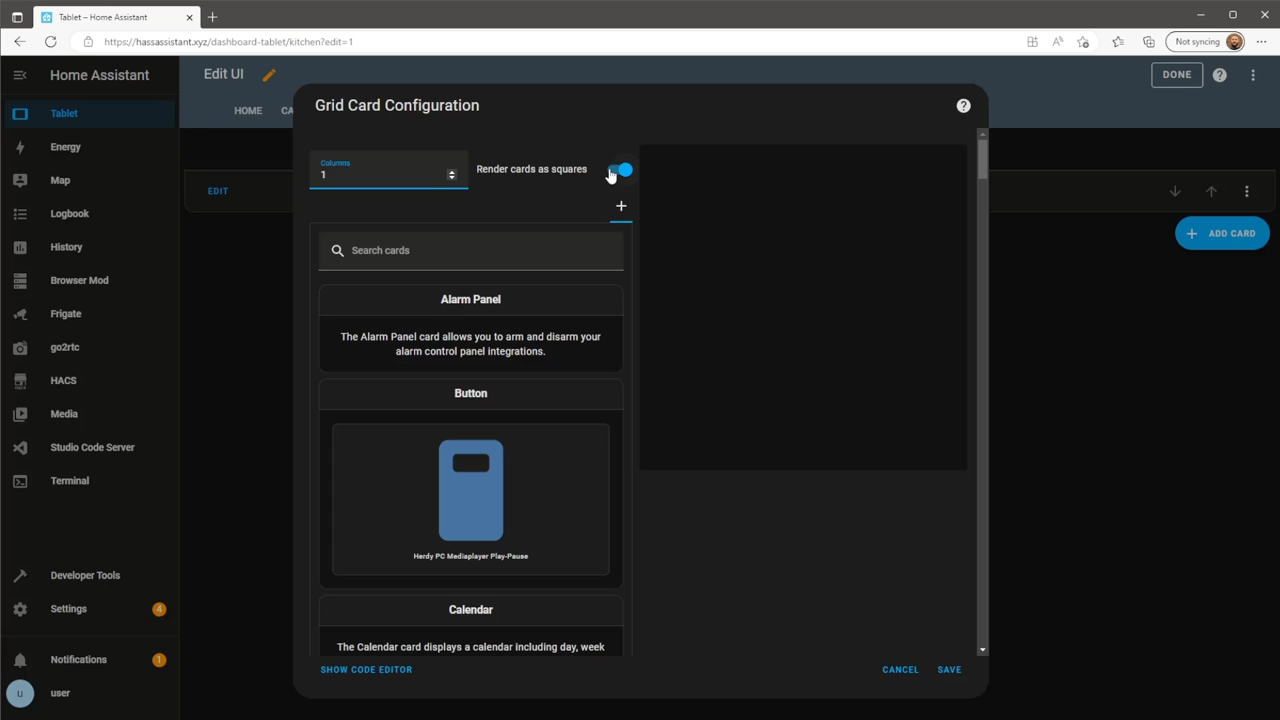 Tablet – Home Assistant
https://hassassistant.xyz/dashboard-tablet/kitchen?edit=1
Not syncing
Home Assistant
Edit UI
DONE
HOME
CA
Tablet
Energy
Map
Logbook
History
Browser Mod
Frigate
go2rtc
HACS
Media
Studio Code Server
Terminal
Developer Tools
Settings
4
Notifications
1
u
user
EDIT
ADD CARD
Grid Card Configuration
Columns
1
Render cards as squares
Search cards
Alarm Panel
The Alarm Panel card allows you to arm and disarm your
alarm control panel integrations.
Button
Herdy PC Mediaplayer Play-Pause
Calendar
The Calendar card displays a calendar including day, week
SHOW CODE EDITOR
CANCEL
SAVE